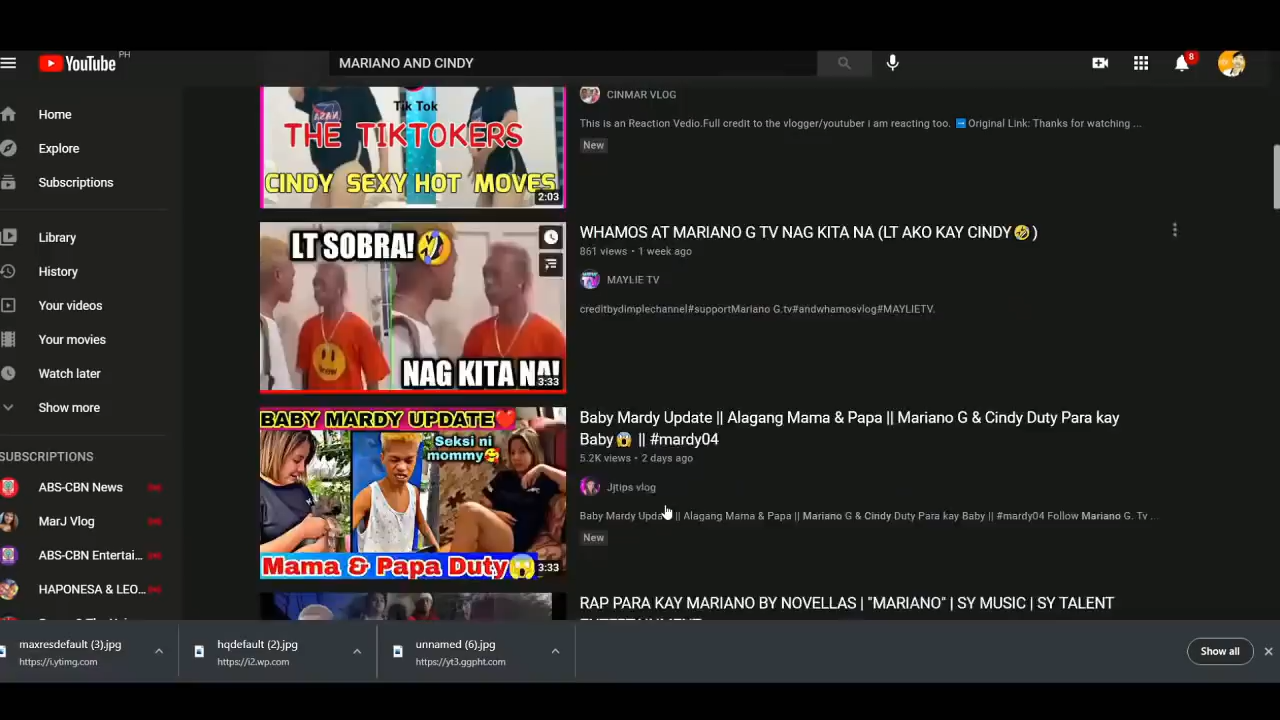 YouTube PH
MARIANO AND CINDY
8
Home
Explore
Subscriptions
Library
History
Your videos
Your movies
Watch later
Show more
SUBSCRIPTIONS
ABS-CBN News
MarJ Vlog
ABS-CBN Entertai...
HAPONESA & LEO...
Tik Tok
THE TIKTOKERS
CINDY SEXY HOT MOVES
2:03
CINMAR VLOG
This is an Reaction Vedio.Full credit to the vlogger/youtuber i am reacting too. ➡ Original Link: Thanks for watching ...
New
LT SOBRA!🤣
NAG KITA NA!
3:33
WHAMOS AT MARIANO G TV NAG KITA NA (LT AKO KAY CINDY🤣)
861 views • 1 week ago
MAYLIE TV
creditbydimplechannel#supportMariano G.tv#andwhamosvlog#MAYLIETV.
BABY MARDY UPDATE❤
Seksi ni
mommy🥰
Mama & Papa Duty😱
3:33
Baby Mardy Update || Alagang Mama & Papa || Mariano G & Cindy Duty Para kay
Baby😱 || #mardy04
5.2K views • 2 days ago
Jjtips vlog
Baby Mardy Update || Alagang Mama & Papa || Mariano G & Cindy Duty Para kay Baby || #mardy04 Follow Mariano G. Tv ...
New
RAP PARA KAY MARIANO BY NOVELLAS | "MARIANO" | SY MUSIC | SY TALENT
maxresdefault (3).jpg
https://i.ytimg.com
hqdefault (2).jpg
https://i2.wp.com
unnamed (6).jpg
https://yt3.ggpht.com
Show all